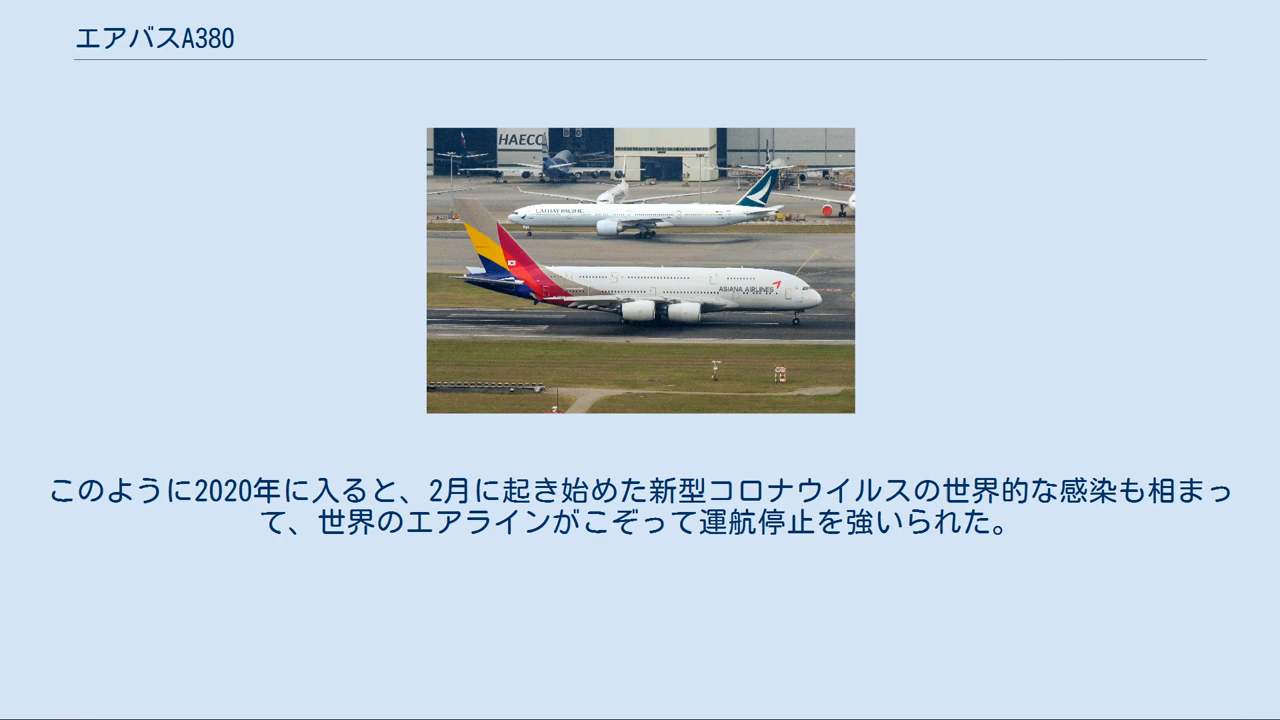 エアバスA380
HAECO
CATHAY PACIFIC
ASIANA AIRLINES
このように2020年に入ると、2月に起き始めた新型コロナウイルスの世界的な感染も相まっ
て、世界のエアラインがこぞって運航停止を強いられた。